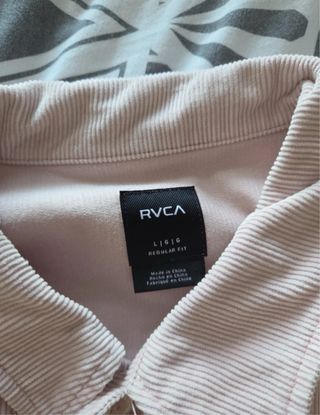 RVCA
L | G | G
REGULAR FIT
Made in China
Hecho en China
Fabriqué en Chine